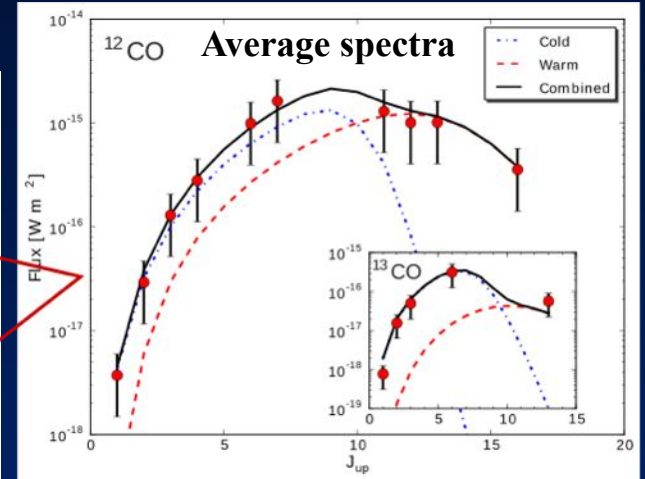 Average spectra
¹²CO
Cold
Warm
Combined
Flux [W m⁻²]
10⁻¹⁴
10⁻¹⁵
10⁻¹⁶
10⁻¹⁷
10⁻¹⁸
0 5 10 15 20
J_up
¹³CO
10⁻¹⁵
10⁻¹⁶
10⁻¹⁷
10⁻¹⁸
10⁻¹⁹
0 5 10 15